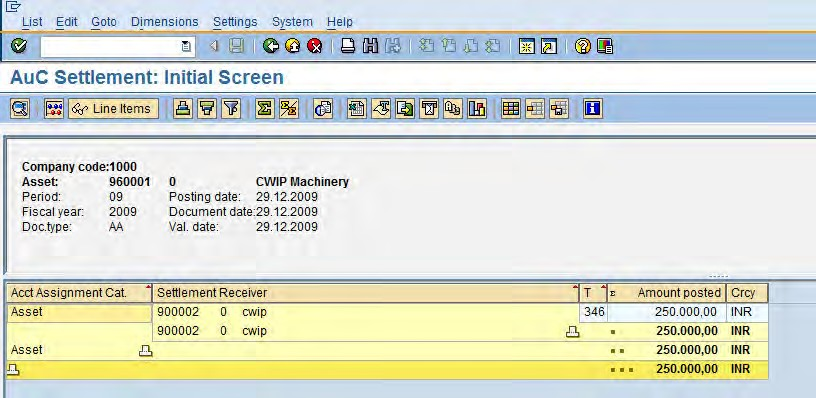 List Edit Goto Dimensions Settings System Help
AuC Settlement: Initial Screen
Line Items
Company code:1000
Asset: 960001 0 CWIP Machinery
Period: 09 Posting date: 29.12.2009
Fiscal year: 2009 Document date:29.12.2009
Doc.type: AA Val. date: 29.12.2009
Acct Assignment Cat. Settlement Receiver T Σ Amount posted Crcy
Asset 900002 0 cwip 346 250.000,00 INR
900002 0 cwip 250.000,00 INR
Asset 250.000,00 INR
250.000,00 INR